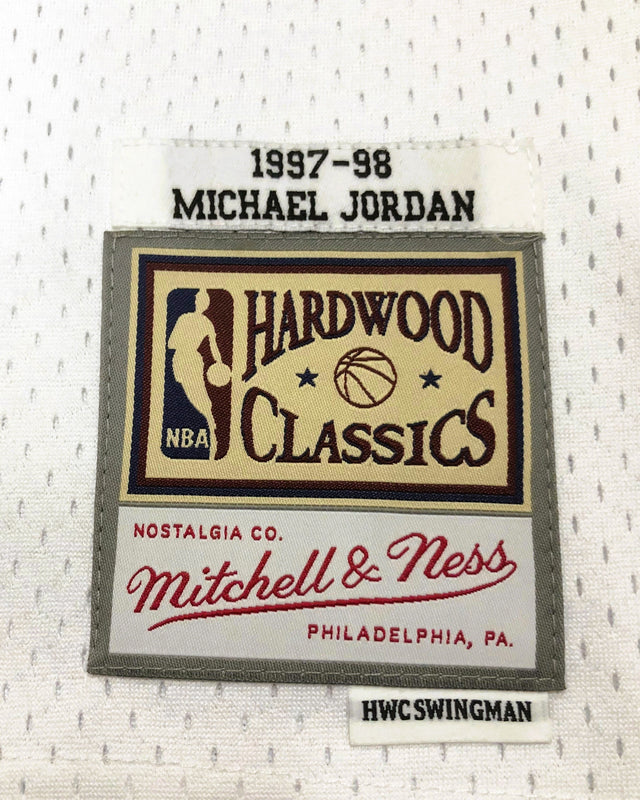 1997-98
MICHAEL JORDAN
HARDWOOD
CLASSICS
NBA
NOSTALGIA CO.
Mitchell & Ness
PHILADELPHIA, PA.
HWC SWINGMAN